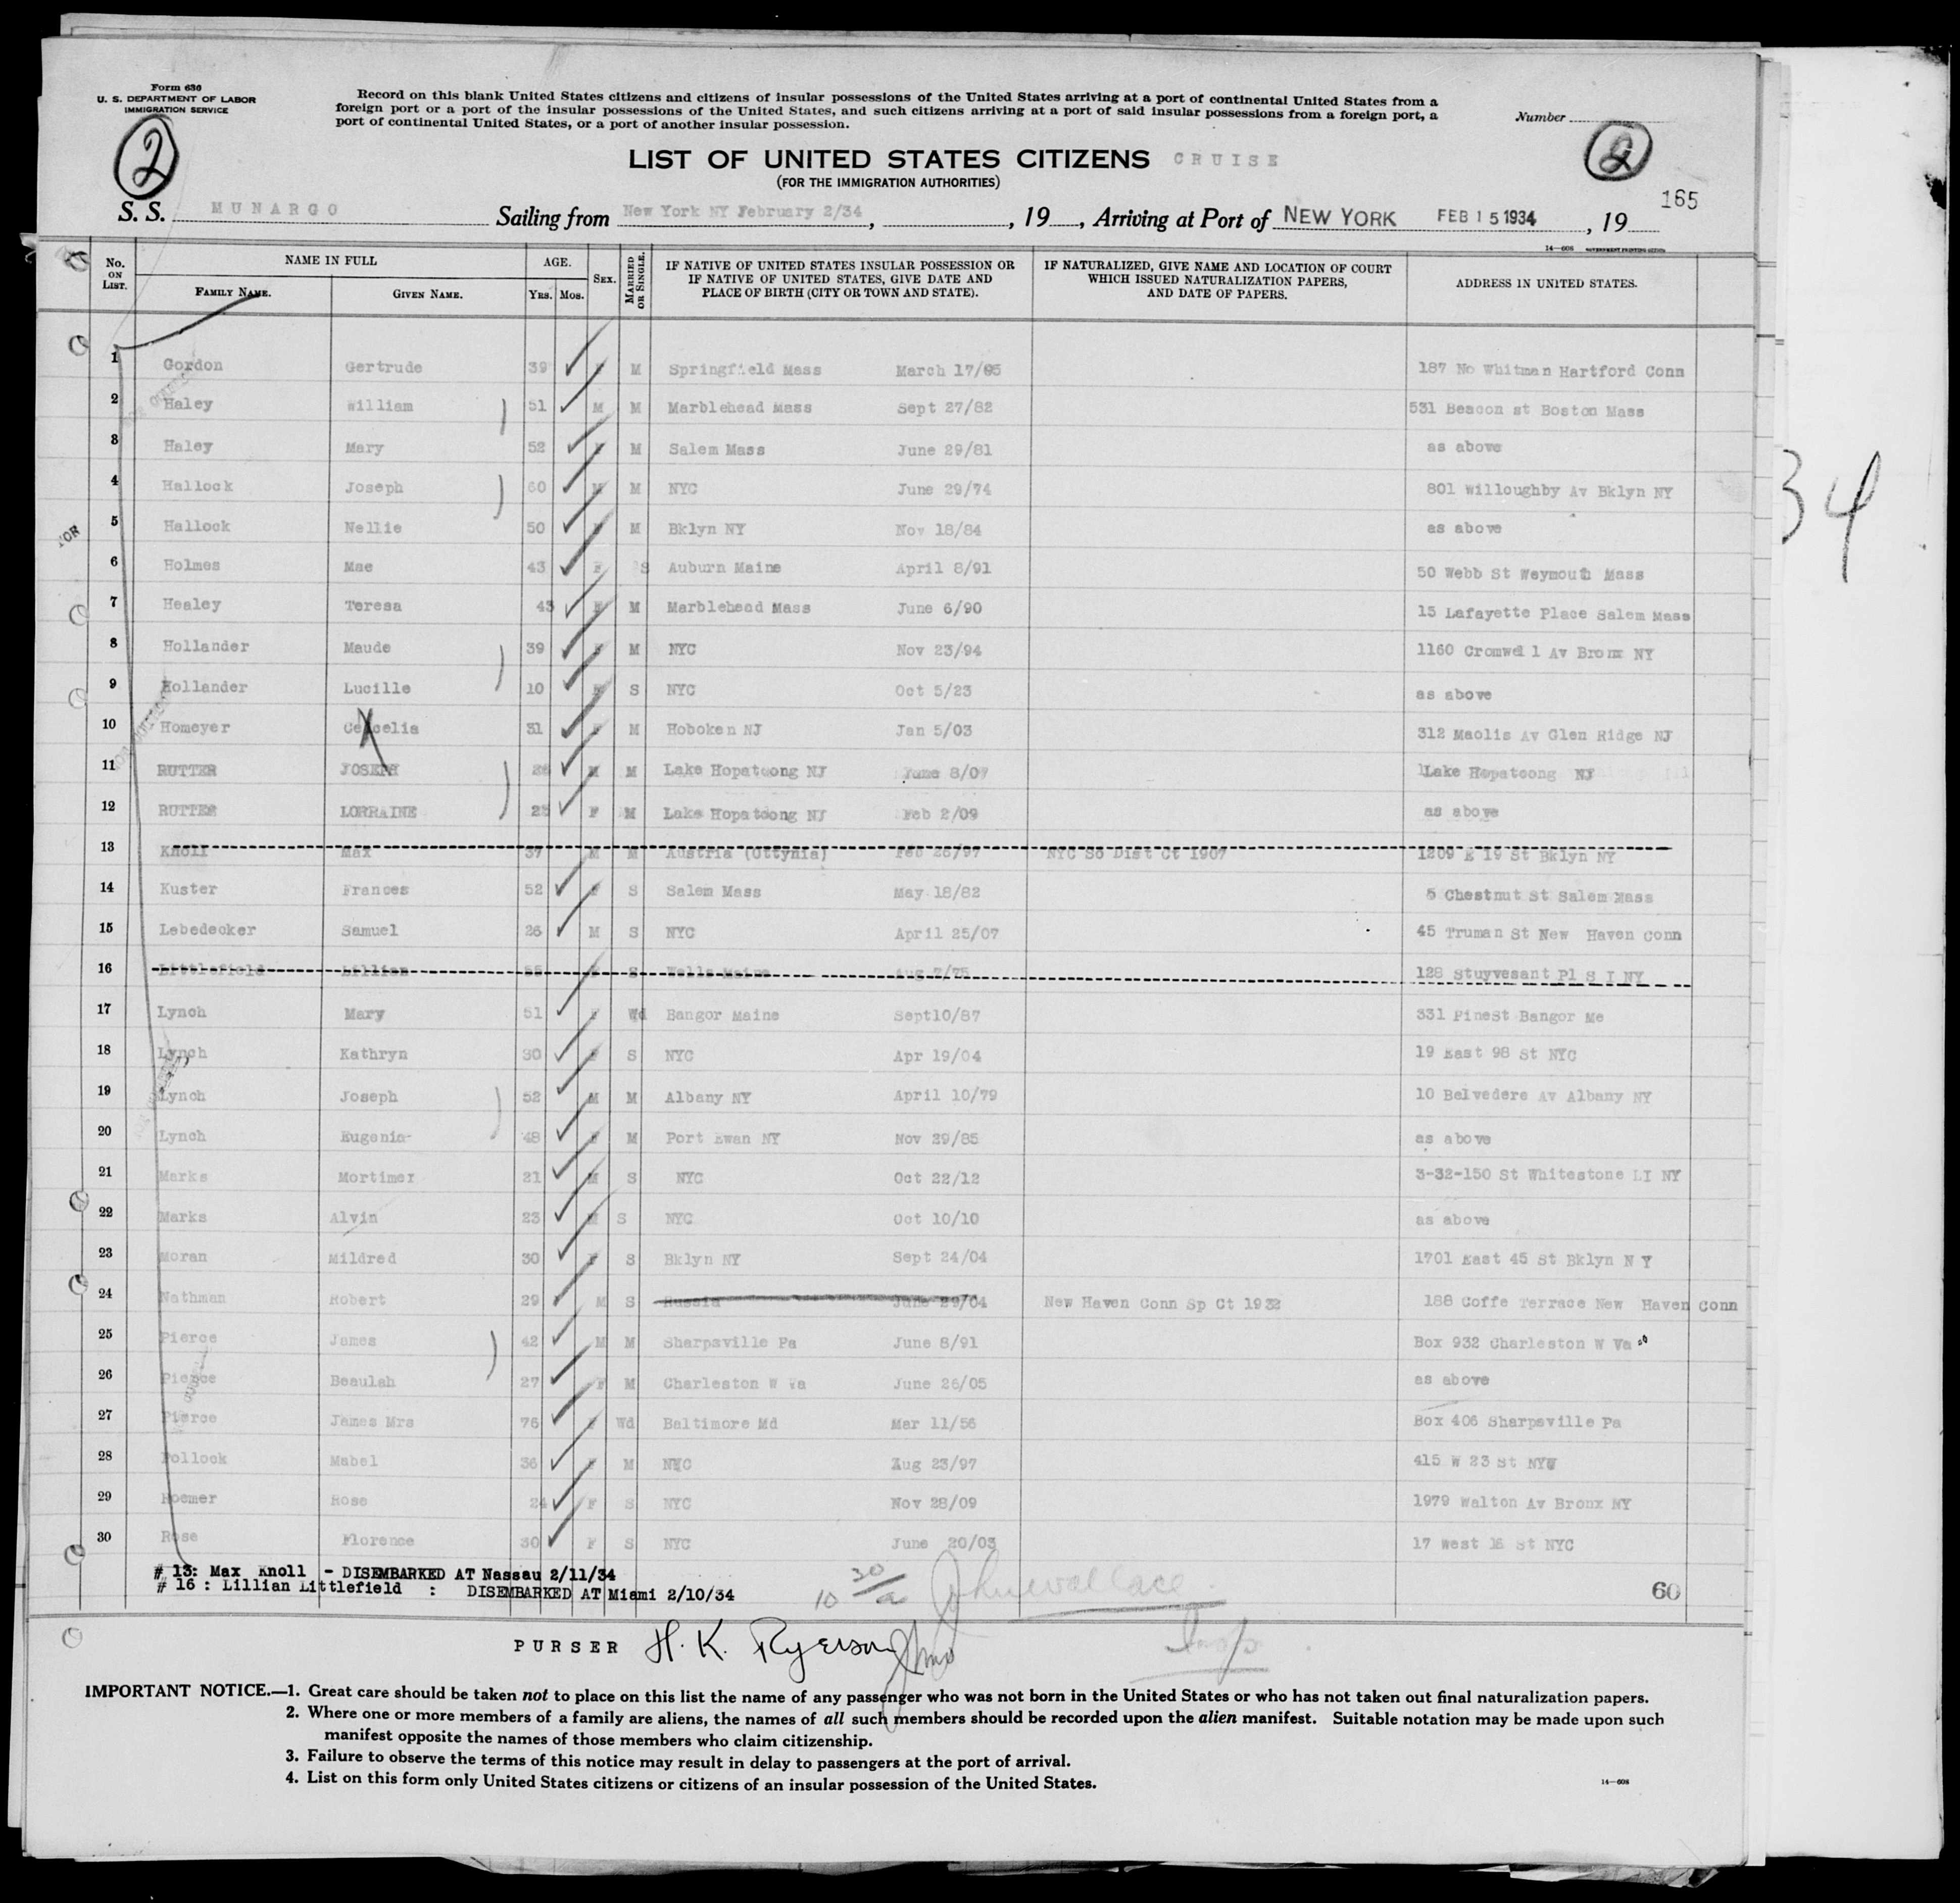 Form 630
U. S. DEPARTMENT OF LABOR
IMMIGRATION SERVICE
Record on this blank United States citizens and citizens of insular possessions of the United States arriving at a port of continental United States from a
foreign port or a port of the insular possessions of the United States, and such citizens arriving at a port of said insular possessions from a foreign port, a
port of continental United States, or a port of another insular possession.
Number
2
2
LIST OF UNITED STATES CITIZENS CRUISE
(FOR THE IMMIGRATION AUTHORITIES)
165
S. S. MUNARGO Sailing from New York NY February 2/34, , 19 , Arriving at Port of NEW YORK FEB 15 1934, 19
14—608 GOVERNMENT PRINTING OFFICE
No. ON LIST. NAME IN FULL AGE. SEX. MARRIED OR SINGLE. IF NATIVE OF UNITED STATES INSULAR POSSESSION OR IF NATIVE OF UNITED STATES, GIVE DATE AND PLACE OF BIRTH (CITY OR TOWN AND STATE). IF NATURALIZED, GIVE NAME AND LOCATION OF COURT WHICH ISSUED NATURALIZATION PAPERS, AND DATE OF PAPERS. ADDRESS IN UNITED STATES.
FAMILY NAME. GIVEN NAME. YRS. MOS.
1 Gordon Gertrude 39 M Springfield Mass March 17/95 187 No Whitman Hartford Conn
2 Haley William 51 M M Marblehead Mass Sept 27/82 531 Beacon st Boston Mass
3 Haley Mary 52 M Salem Mass June 29/81 as above
4 Hallock Joseph 60 M M NYC June 29/74 801 Willoughby Av Bklyn NY
5 Hallock Nellie 50 M Bklyn NY Nov 18/84 as above
6 Holmes Mae 43 F S Auburn Maine April 8/91 50 Webb St Weymouth Mass
7 Healey Teresa 43 F M Marblehead Mass June 6/90 15 Lafayette Place Salem Mass
8 Hollander Maude 39 M NYC Nov 23/94 1160 Cromwell Av Bronx NY
9 Hollander Lucille 10 S NYC Oct 5/23 as above
10 Homeyer Cecelia 31 F M Hoboken NJ Jan 5/03 312 Maolis Av Glen Ridge NJ
11 RUTTER JOSEPH M M Lake Hopatcong NJ June 8/07 Lake Hopatcong NJ
12 RUTTER LORRAINE 25 F M Lake Hopatcong NJ Feb 2/09 as above
13 Knoll Max 37 M M Austria (Ottynia) Feb 26/97 NYC So Dist Ct 1907 1209 E 19 St Bklyn NY
14 Kuster Frances 52 F S Salem Mass May 18/82 5 Chestnut St Salem Mass
15 Lebedecker Samuel 26 M S NYC April 25/07 45 Truman St New Haven Conn
16 Littlefield Lillian S Wells Maine Aug 7/75 128 Stuyvesant Pl S I NY
17 Lynch Mary 51 F Wd Bangor Maine Sept10/87 331 PineSt Bangor Me
18 Lynch Kathryn 30 F S NYC Apr 19/04 19 East 98 St NYC
19 Lynch Joseph 52 M M Albany NY April 10/79 10 Belvedere Av Albany NY
20 Lynch Eugenia 48 F M Port Ewan NY Nov 29/85 as above
21 Marks Mortimer 21 M S NYC Oct 22/12 3-32-150 St Whitestone LI NY
22 Marks Alvin 23 M S NYC Oct 10/10 as above
23 Moran Mildred 30 F S Bklyn NY Sept 24/04 1701 East 45 St Bklyn N Y
24 Nathman Robert 29 M S Russia June 29/04 New Haven Conn Sp Ct 1932 188 Coffe Terrace New Haven Conn
25 Pierce James 42 M M Sharpsville Pa June 8/91 Box 932 Charleston W Va
26 Pierce Beaulah 27 F M Charleston W Va June 26/05 as above
27 Pierce James Mrs 76 F Wd Baltimore Md Mar 11/56 Box 406 Sharpsville Pa
28 Pollock Mabel 36 F M NYC Aug 23/97 415 W 23 St NYC
29 Roemer Rose 24 F S NYC Nov 28/09 1979 Walton Av Bronx NY
30 Rose Florence 30 F S NYC June 20/03 17 West 16 St NYC
# 13: Max Knoll - DISEMBARKED AT Nassau 2/11/34
# 16 : Lillian Littlefield : DISEMBARKED AT Miami 2/10/34
10 30
60
PURSER H. K. Ryerson
Insp
IMPORTANT NOTICE.—1. Great care should be taken not to place on this list the name of any passenger who was not born in the United States or who has not taken out final naturalization papers.
2. Where one or more members of a family are aliens, the names of all such members should be recorded upon the alien manifest. Suitable notation may be made upon such
manifest opposite the names of those members who claim citizenship.
3. Failure to observe the terms of this notice may result in delay to passengers at the port of arrival.
4. List on this form only United States citizens or citizens of an insular possession of the United States.
14—608
34